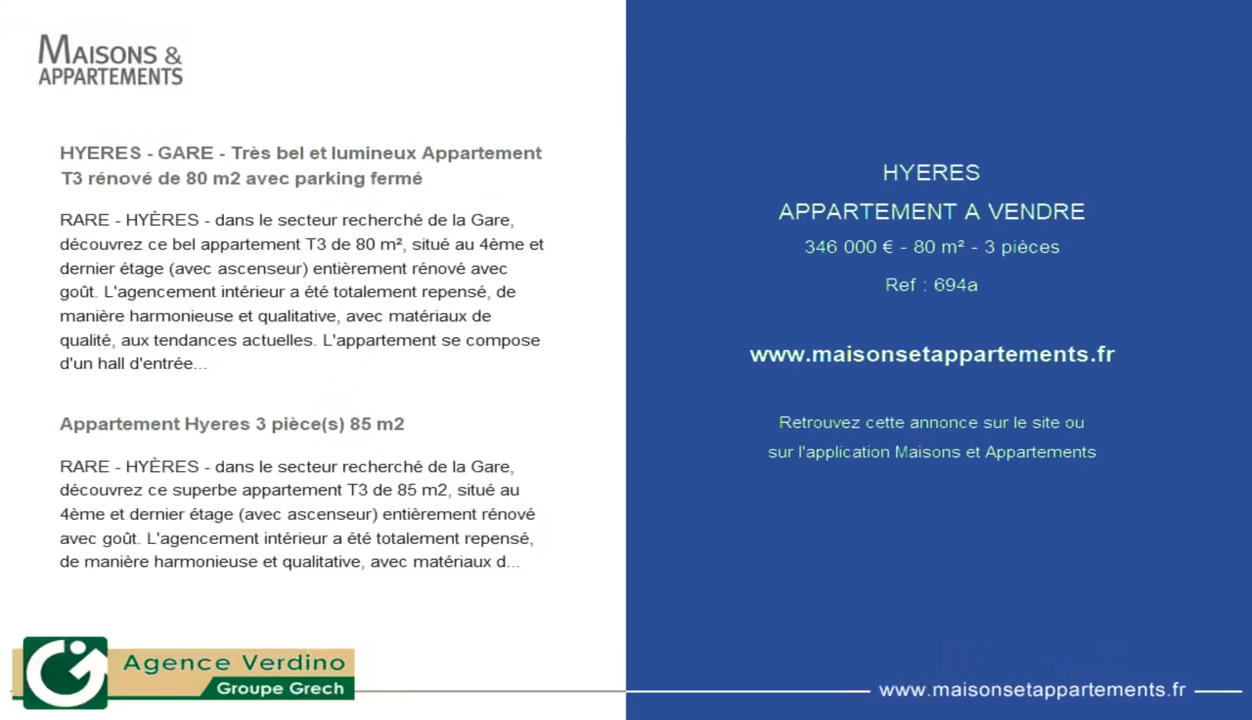 MAISONS &
APPARTEMENTS
HYERES - GARE - Très bel et lumineux Appartement
T3 rénové de 80 m2 avec parking fermé
RARE - HYÈRES - dans le secteur recherché de la Gare,
découvrez ce bel appartement T3 de 80 m², situé au 4ème et
dernier étage (avec ascenseur) entièrement rénové avec
goût. L'agencement intérieur a été totalement repensé, de
manière harmonieuse et qualitative, avec matériaux de
qualité, aux tendances actuelles. L'appartement se compose
d'un hall d'entrée...
Appartement Hyeres 3 pièce(s) 85 m2
RARE - HYÈRES - dans le secteur recherché de la Gare,
découvrez ce superbe appartement T3 de 85 m2, situé au
4ème et dernier étage (avec ascenseur) entièrement rénové
avec goût. L'agencement intérieur a été totalement repensé,
de manière harmonieuse et qualitative, avec matériaux d...
Agence Verdino
Groupe Grech
HYERES
APPARTEMENT A VENDRE
346 000 € - 80 m² - 3 pièces
Ref : 694a
www.maisonsetappartements.fr
Retrouvez cette annonce sur le site ou
sur l'application Maisons et Appartements
www.maisonsetappartements.fr